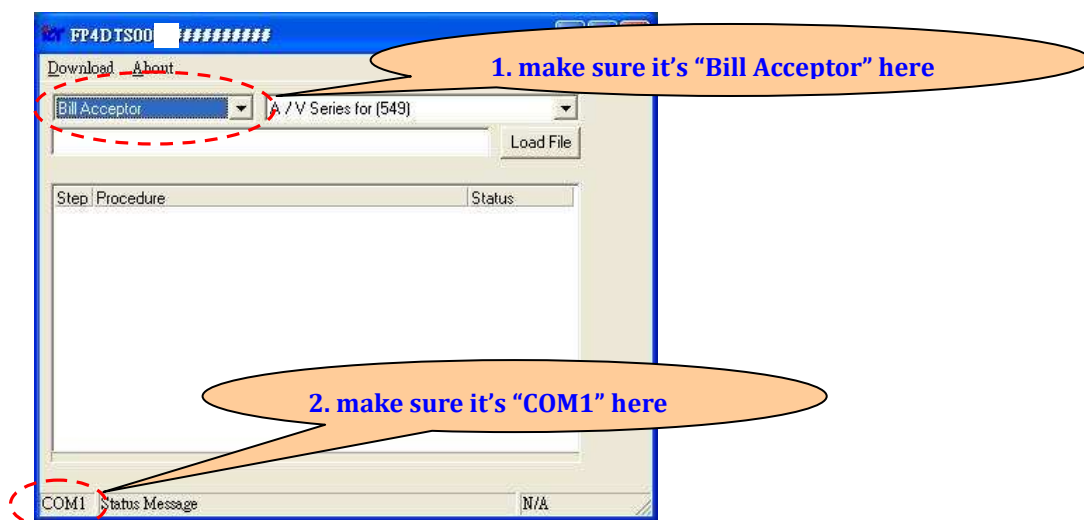 FP4DTS00 ##########
Download About
1. make sure it's “Bill Acceptor” here
Bill Acceptor
A / V Series for (549)
Load File
Step Procedure Status
2. make sure it's “COM1” here
COM1 Status Message N/A